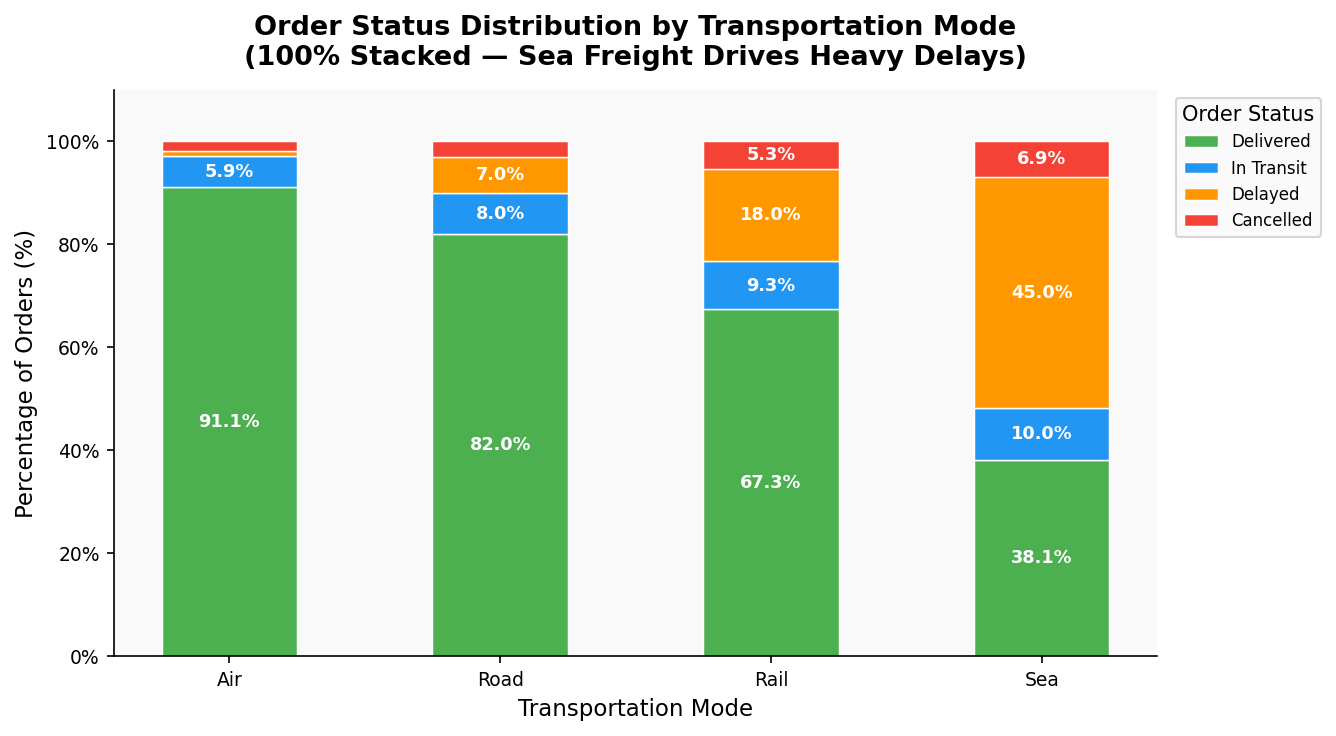 Order Status Distribution by Transportation Mode
(100% Stacked — Sea Freight Drives Heavy Delays)
Percentage of Orders (%)
100%
80%
60%
40%
20%
0%
5.9%
91.1%
7.0%
8.0%
82.0%
5.3%
18.0%
9.3%
67.3%
6.9%
45.0%
10.0%
38.1%
Air
Road
Rail
Sea
Transportation Mode
Order Status
Delivered
In Transit
Delayed
Cancelled